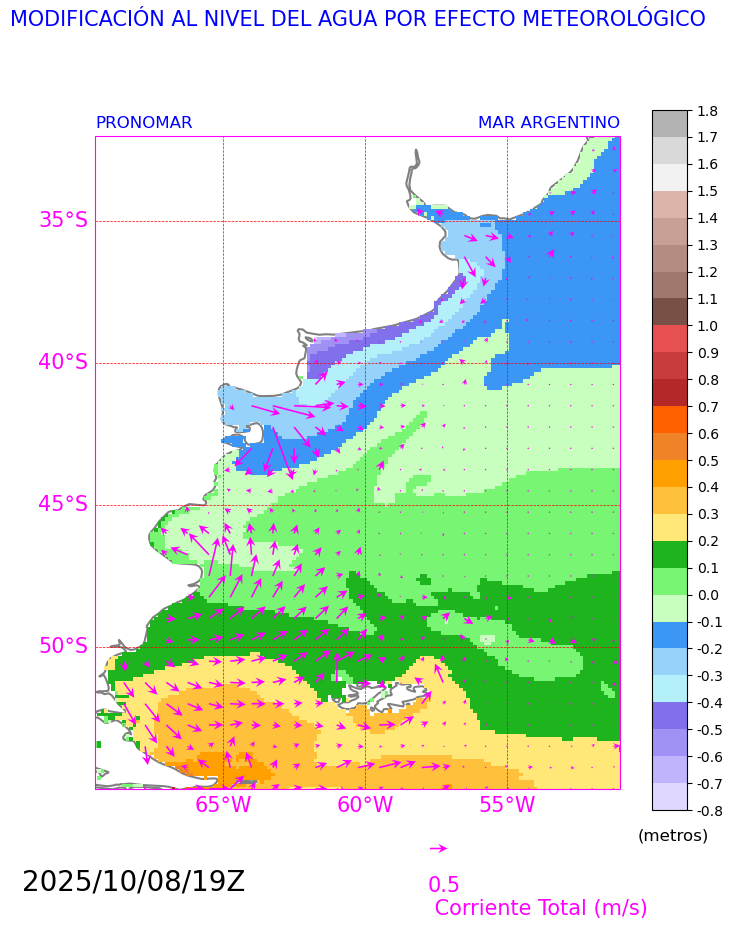 MODIFICACIÓN AL NIVEL DEL AGUA POR EFECTO METEOROLÓGICO
PRONOMAR MAR ARGENTINO
35°S
40°S
45°S
50°S
65°W 60°W 55°W
1.8
1.7
1.6
1.5
1.4
1.3
1.2
1.1
1.0
0.9
0.8
0.7
0.6
0.5
0.4
0.3
0.2
0.1
0.0
-0.1
-0.2
-0.3
-0.4
-0.5
-0.6
-0.7
-0.8
(metros)
2025/10/08/19Z
0.5
Corriente Total (m/s)